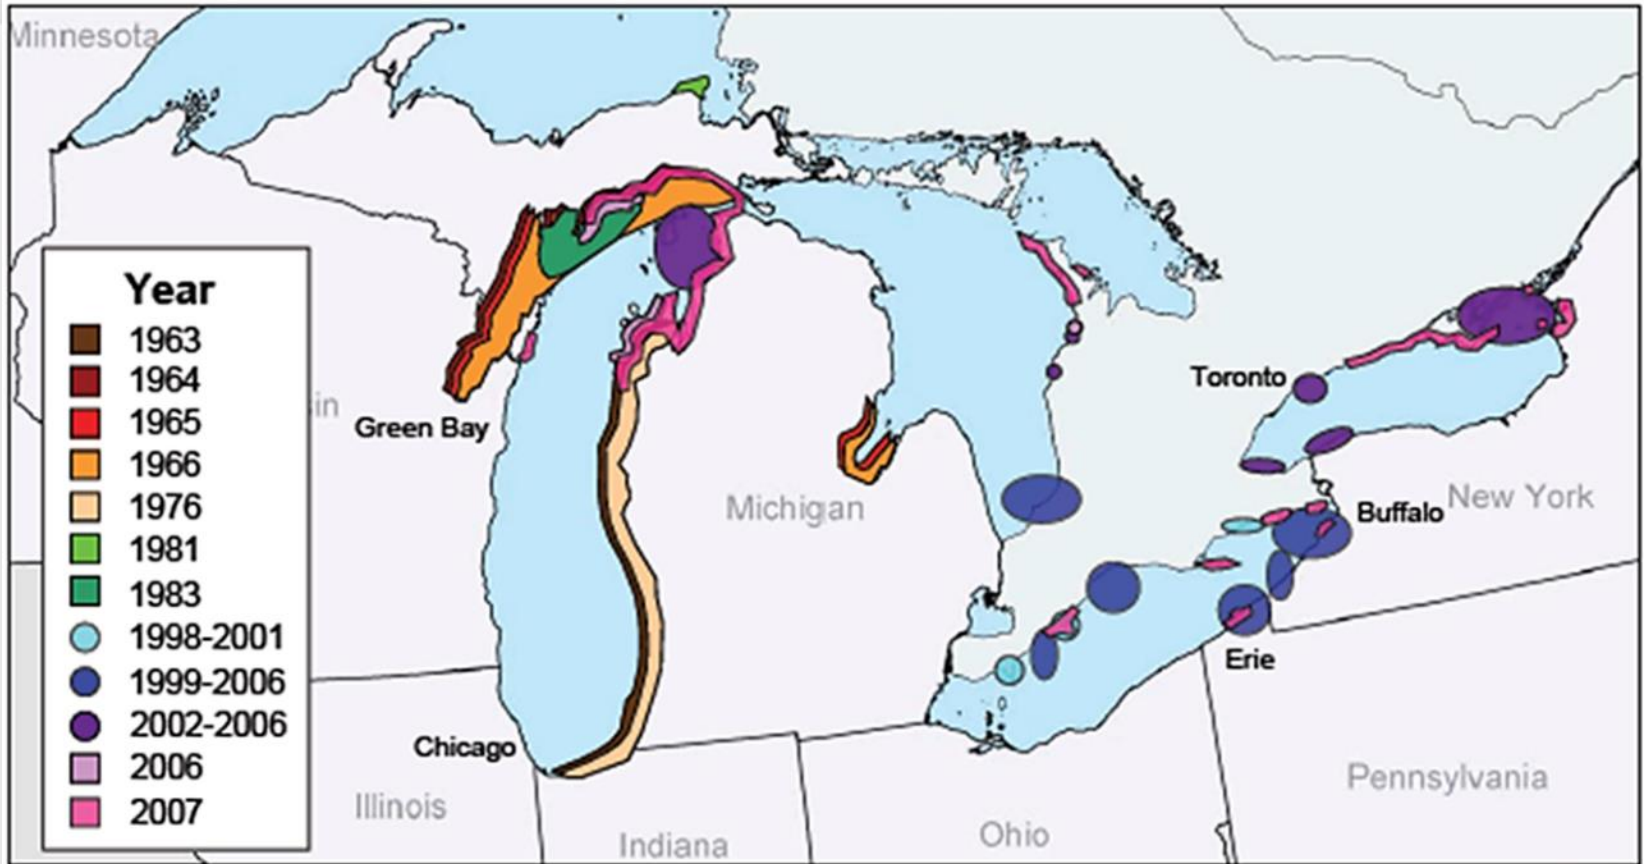 Minnesota
Year
1963
1964
1965
1966
1976
1981
1983
1998-2001
1999-2006
2002-2006
2006
2007
in
Green Bay
Chicago
Illinois
Indiana
Michigan
Ohio
Toronto
Buffalo
New York
Erie
Pennsylvania